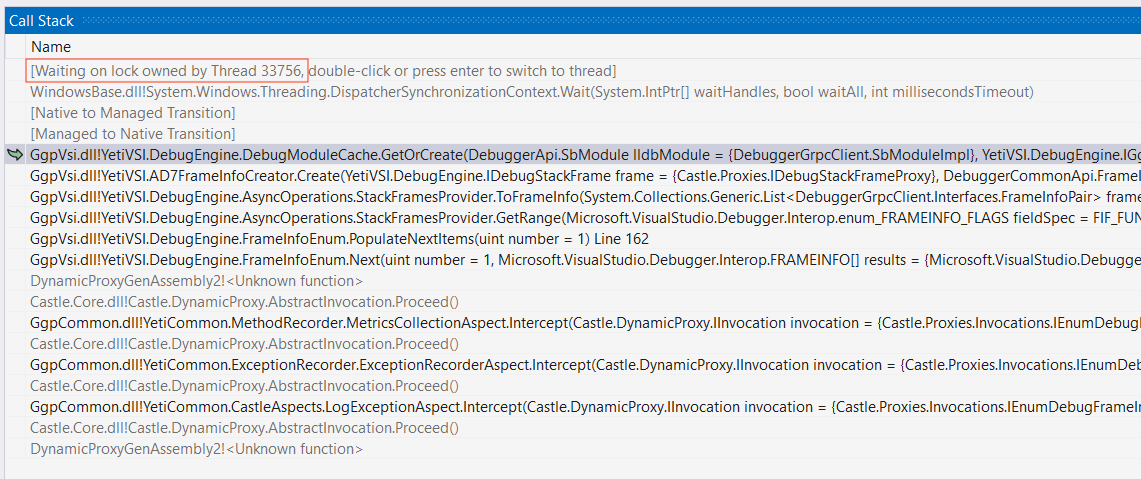 Call Stack
Name
[Waiting on lock owned by Thread 33756, double-click or press enter to switch to thread]
WindowsBase.dll!System.Windows.Threading.DispatcherSynchronizationContext.Wait(System.IntPtr[] waitHandles, bool waitAll, int millisecondsTimeout)
[Native to Managed Transition]
[Managed to Native Transition]
GgpVsi.dll!YetiVSI.DebugEngine.DebugModuleCache.GetOrCreate(DebuggerApi.SbModule lldbModule = {DebuggerGrpcClient.SbModuleImpl}, YetiVSI.DebugEngine.IGg
GgpVsi.dll!YetiVSI.DebugEngine.AD7FrameInfoCreator.Create(YetiVSI.DebugEngine.IDebugStackFrame frame = {Castle.Proxies.IDebugStackFrameProxy}, DebuggerCommonApi.FrameI
GgpVsi.dll!YetiVSI.DebugEngine.AsyncOperations.StackFramesProvider.ToFrameInfo(System.Collections.Generic.List<DebuggerGrpcClient.Interfaces.FrameInfoPair> frame
GgpVsi.dll!YetiVSI.DebugEngine.AsyncOperations.StackFramesProvider.GetRange(Microsoft.VisualStudio.Debugger.Interop.enum_FRAMEINFO_FLAGS fieldSpec = FIF_FUN
GgpVsi.dll!YetiVSI.DebugEngine.FrameInfoEnum.PopulateNextItems(uint number = 1) Line 162
GgpVsi.dll!YetiVSI.DebugEngine.FrameInfoEnum.Next(uint number = 1, Microsoft.VisualStudio.Debugger.Interop.FRAMEINFO[] results = {Microsoft.VisualStudio.Debugge
DynamicProxyGenAssembly2!<Unknown function>
Castle.Core.dll!Castle.DynamicProxy.AbstractInvocation.Proceed()
GgpCommon.dll!YetiCommon.MethodRecorder.MetricsCollectionAspect.Intercept(Castle.DynamicProxy.IInvocation invocation = {Castle.Proxies.Invocations.IEnumDebugF
Castle.Core.dll!Castle.DynamicProxy.AbstractInvocation.Proceed()
GgpCommon.dll!YetiCommon.ExceptionRecorder.ExceptionRecorderAspect.Intercept(Castle.DynamicProxy.IInvocation invocation = {Castle.Proxies.Invocations.IEnumDe
Castle.Core.dll!Castle.DynamicProxy.AbstractInvocation.Proceed()
GgpCommon.dll!YetiCommon.CastleAspects.LogExceptionAspect.Intercept(Castle.DynamicProxy.IInvocation invocation = {Castle.Proxies.Invocations.IEnumDebugFrameIn
Castle.Core.dll!Castle.DynamicProxy.AbstractInvocation.Proceed()
DynamicProxyGenAssembly2!<Unknown function>